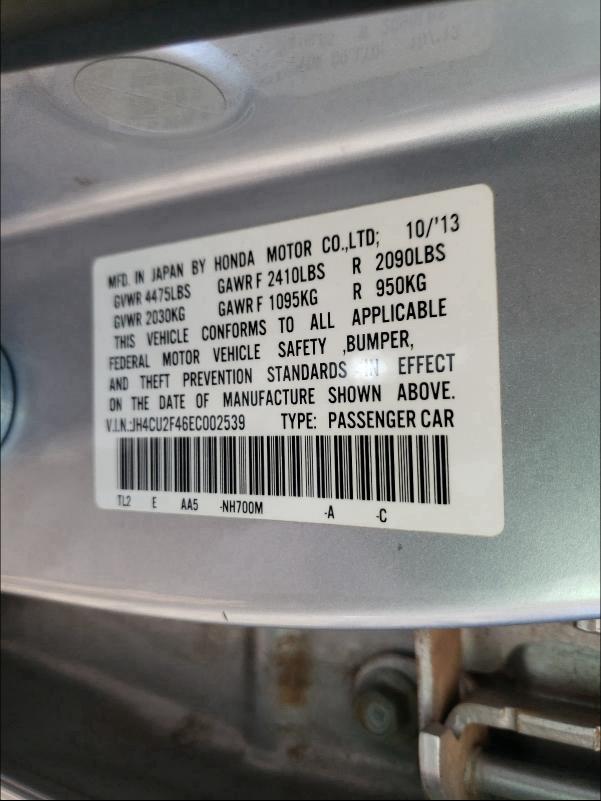 MFD. IN JAPAN BY HONDA MOTOR CO.,LTD; 10/'13
GVWR 4475LBS GAWR F 2410LBS R 2090LBS
GVWR 2030KG GAWR F 1095KG R 950KG
THIS VEHICLE CONFORMS TO ALL APPLICABLE
FEDERAL MOTOR VEHICLE SAFETY ,BUMPER,
AND THEFT PREVENTION STANDARDS IN EFFECT
ON THE DATE OF MANUFACTURE SHOWN ABOVE.
V.I.N.:JH4CU2F46EC002539 TYPE: PASSENGER CAR
TL2 E AA5 -NH700M -A -C